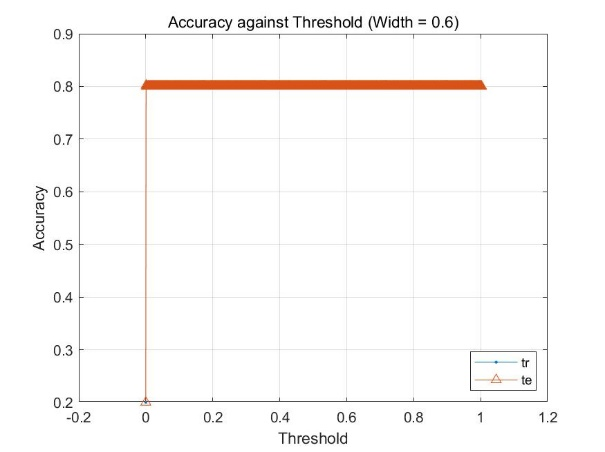 Accuracy against Threshold (Width = 0.6)
0.9
0.8
0.7
0.6
0.5
0.4
0.3
0.2
Accuracy
-0.2 0 0.2 0.4 0.6 0.8 1 1.2
Threshold
tr
te